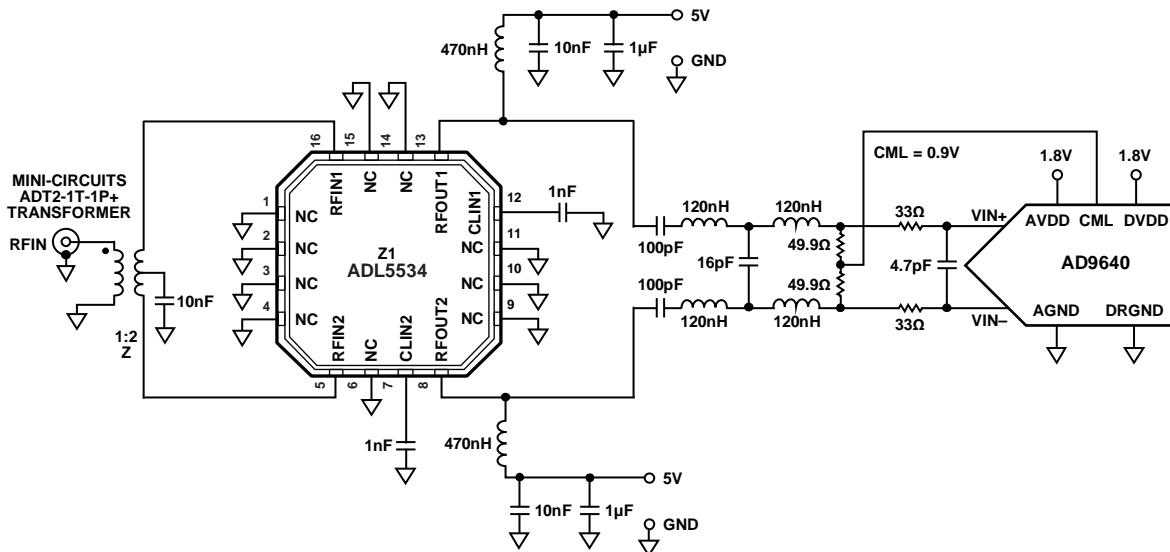 5V
470nH
10nF
1µF
GND
16
15
14
13
CML = 0.9V
1.8V
1.8V
MINI-CIRCUITS
ADT2-1T-1P+
TRANSFORMER
RFIN
10nF
1:2
Z
1
2
3
4
NC
NC
NC
NC
RFIN1
NC
NC
RFOUT1
CLIN1
Z1
ADL5534
NC
NC
NC
12
11
10
9
1nF
RFIN2
NC
CLIN2
RFOUT2
5
6
7
8
1nF
120nH
120nH
100pF
16pF
49.9Ω
49.9Ω
100pF
120nH
120nH
33Ω
33Ω
4.7pF
VIN+
VIN–
AVDD
CML
DVDD
AD9640
AGND
DRGND
470nH
5V
10nF
1µF
GND